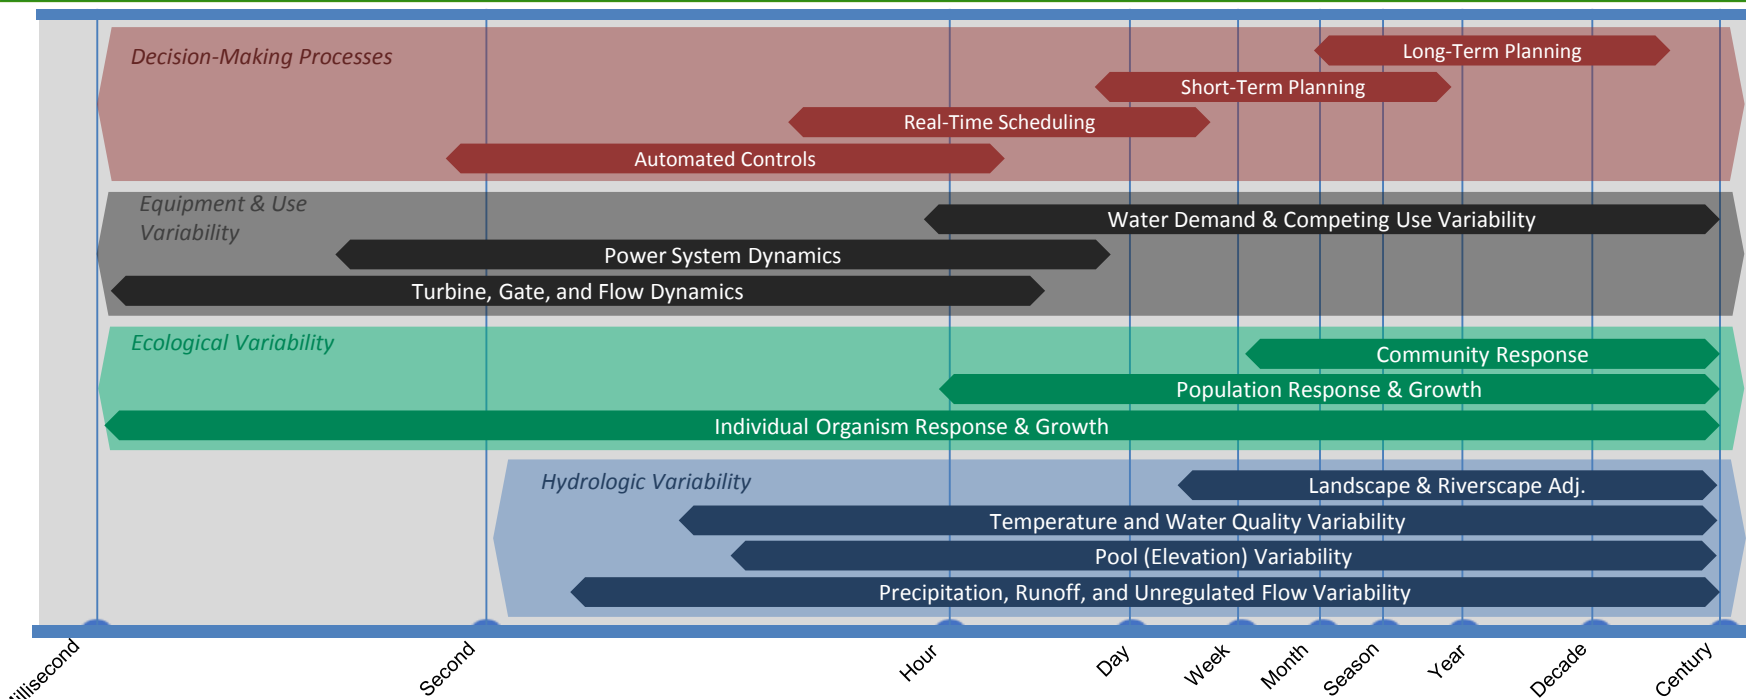 Decision-Making Processes
Long-Term Planning
Short-Term Planning
Real-Time Scheduling
Automated Controls
Equipment & Use
Variability
Water Demand & Competing Use Variability
Power System Dynamics
Turbine, Gate, and Flow Dynamics
Ecological Variability
Community Response
Population Response & Growth
Individual Organism Response & Growth
Hydrologic Variability
Landscape & Riverscape Adj.
Temperature and Water Quality Variability
Pool (Elevation) Variability
Precipitation, Runoff, and Unregulated Flow Variability
Millisecond
Second
Hour
Day
Week
Month
Season
Year
Decade
Century